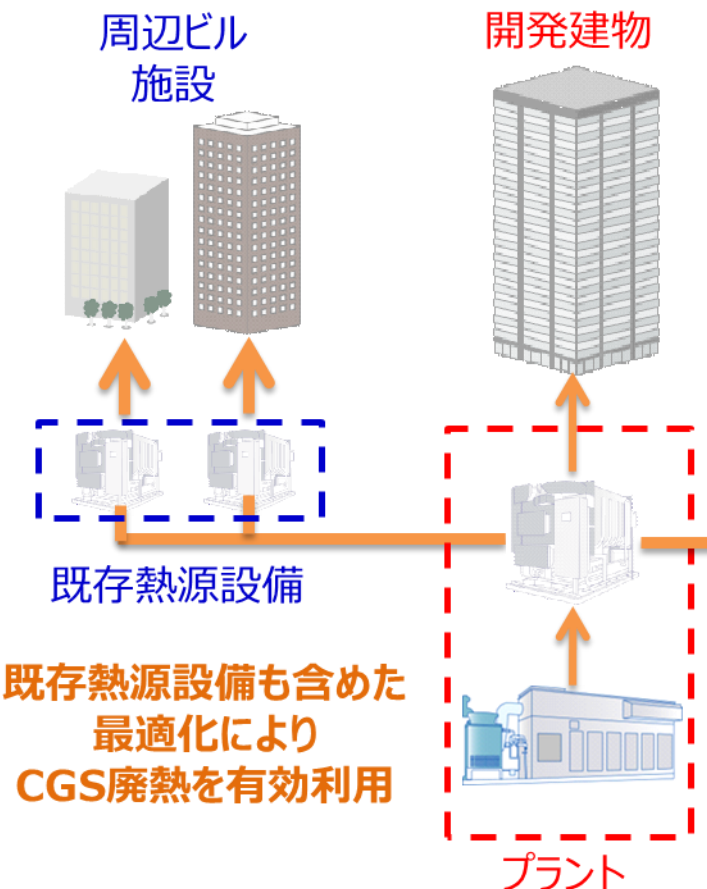 周辺ビル
施設
開発建物
既存熱源設備
既存熱源設備も含めた
最適化により
CGS廃熱を有効利用
プラント